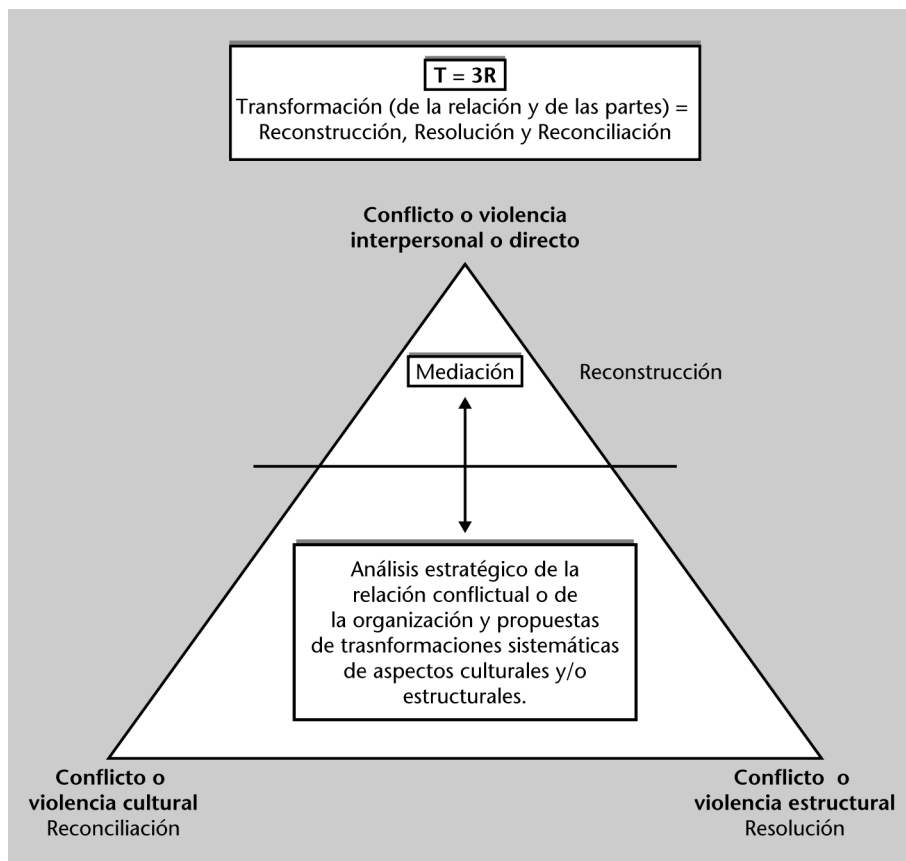 T = 3R
Transformación (de la relación y de las partes) =
Reconstrucción, Resolución y Reconciliación
Conflicto o violencia
interpersonal o directo
Mediación
Reconstrucción
Análisis estratégico de la
relación conflictual o de
la organización y propuestas
de trasnformaciones sistemáticas
de aspectos culturales y/o
estructurales.
Conflicto o
violencia cultural
Reconciliación
Conflicto o
violencia estructural
Resolución